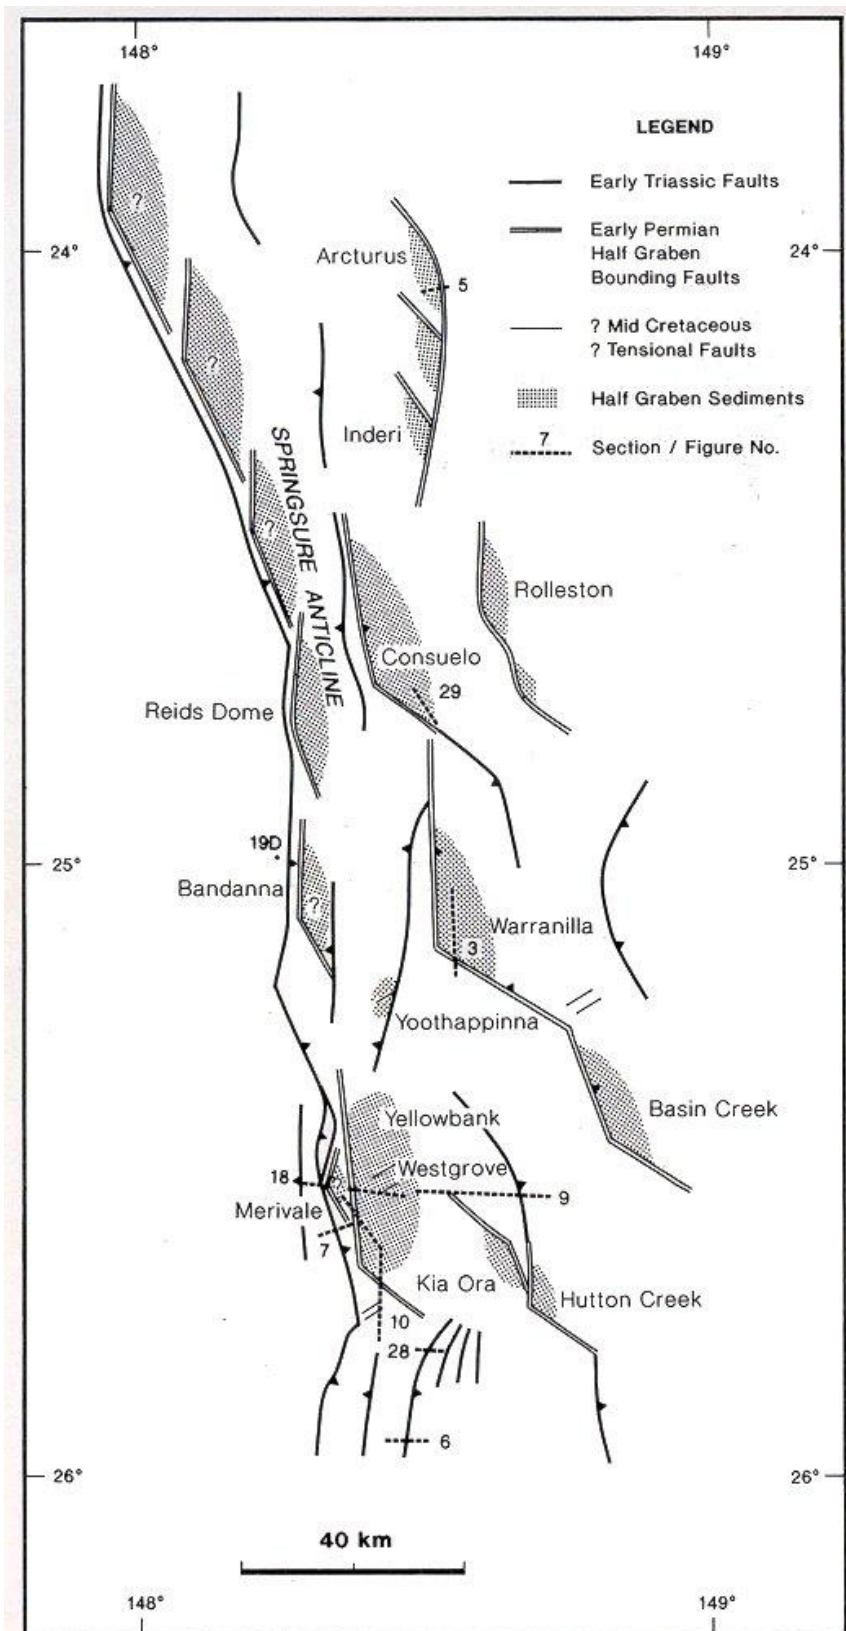 148°
149°
LEGEND
Early Triassic Faults
Early Permian
Half Graben
Bounding Faults
? Mid Cretaceous
? Tensional Faults
Half Graben Sediments
7
Section / Figure No.
24°
24°
?
Arcturus
5
?
Inderi
SPRINGSURE ANTICLINE
?
Rolleston
Consuelo
29
Reids Dome
19D
25°
25°
Bandanna
?
Warranilla
3
Yoothappinna
Basin Creek
Yellowbank
Westgrove
18
9
?
Merivale
7
Kia Ora
Hutton Creek
10
28
6
26°
26°
40 km
148°
149°